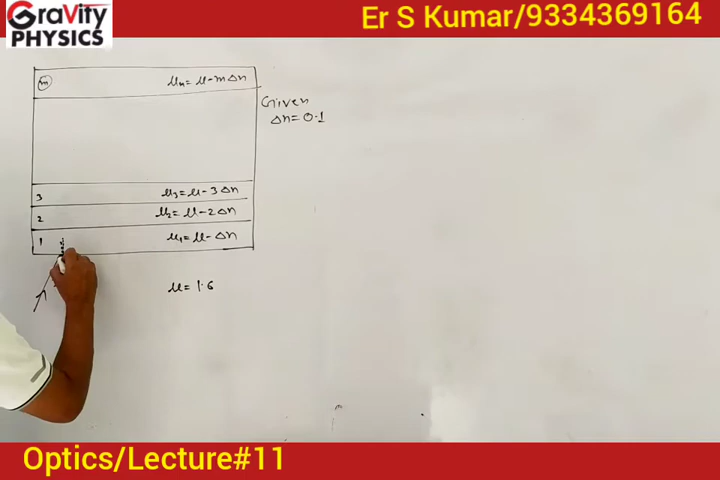 GraVity
PHYSICS
Er S Kumar/9334369164
m
μₘ= μ-mΔn
Given
Δn=0.1
3
μ₃=μ-3Δn
2
μ₂=μ-2Δn
1
μ₁=μ-Δn
μ= 1.6
Optics/Lecture#11